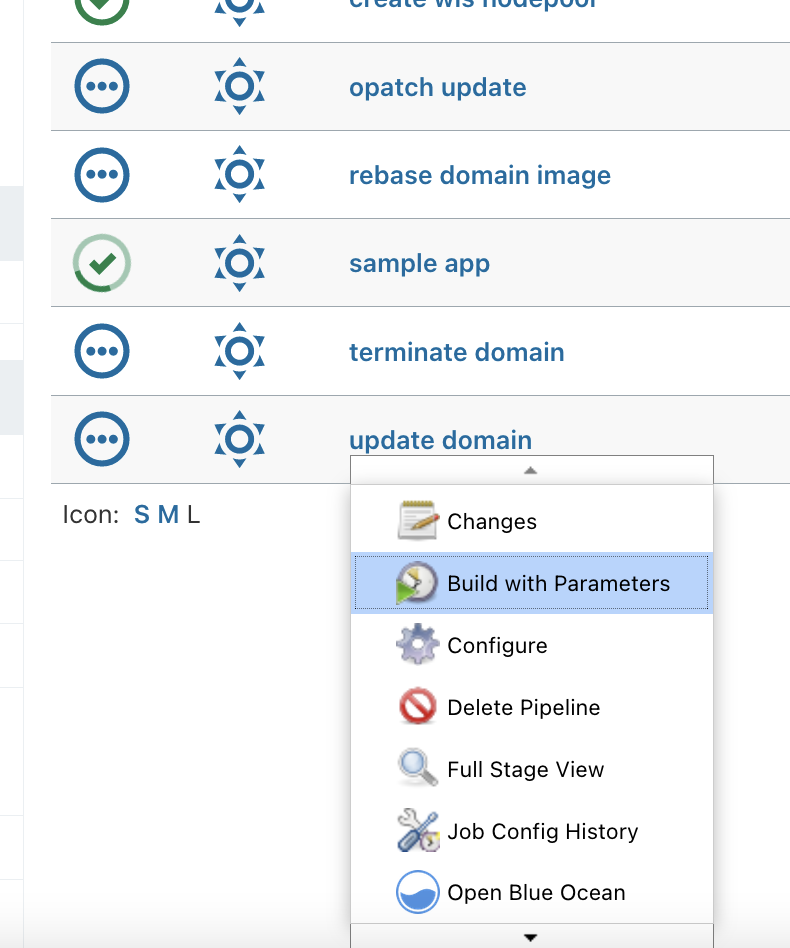 create wls nodepool
opatch update
rebase domain image
sample app
terminate domain
update domain
Icon: S M L
Changes
Build with Parameters
Configure
Delete Pipeline
Full Stage View
Job Config History
Open Blue Ocean